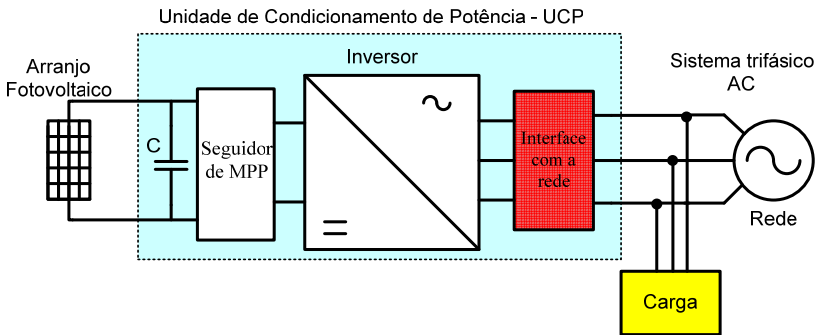 Unidade de Condicionamento de Potência - UCP
Arranjo
Fotovoltaico
C
Seguidor
de MPP
Inversor
Interface
com a
rede
Sistema trifásico
AC
Rede
Carga